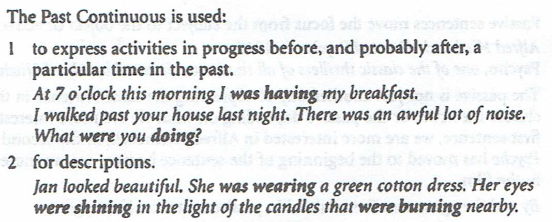 The Past Continuous is used:
1 to express activities in progress before, and probably after, a
particular time in the past.
At 7 o'clock this morning I was having my breakfast.
I walked past your house last night. There was an awful lot of noise.
What were you doing?
2 for descriptions.
Jan looked beautiful. She was wearing a green cotton dress. Her eyes
were shining in the light of the candles that were burning nearby.